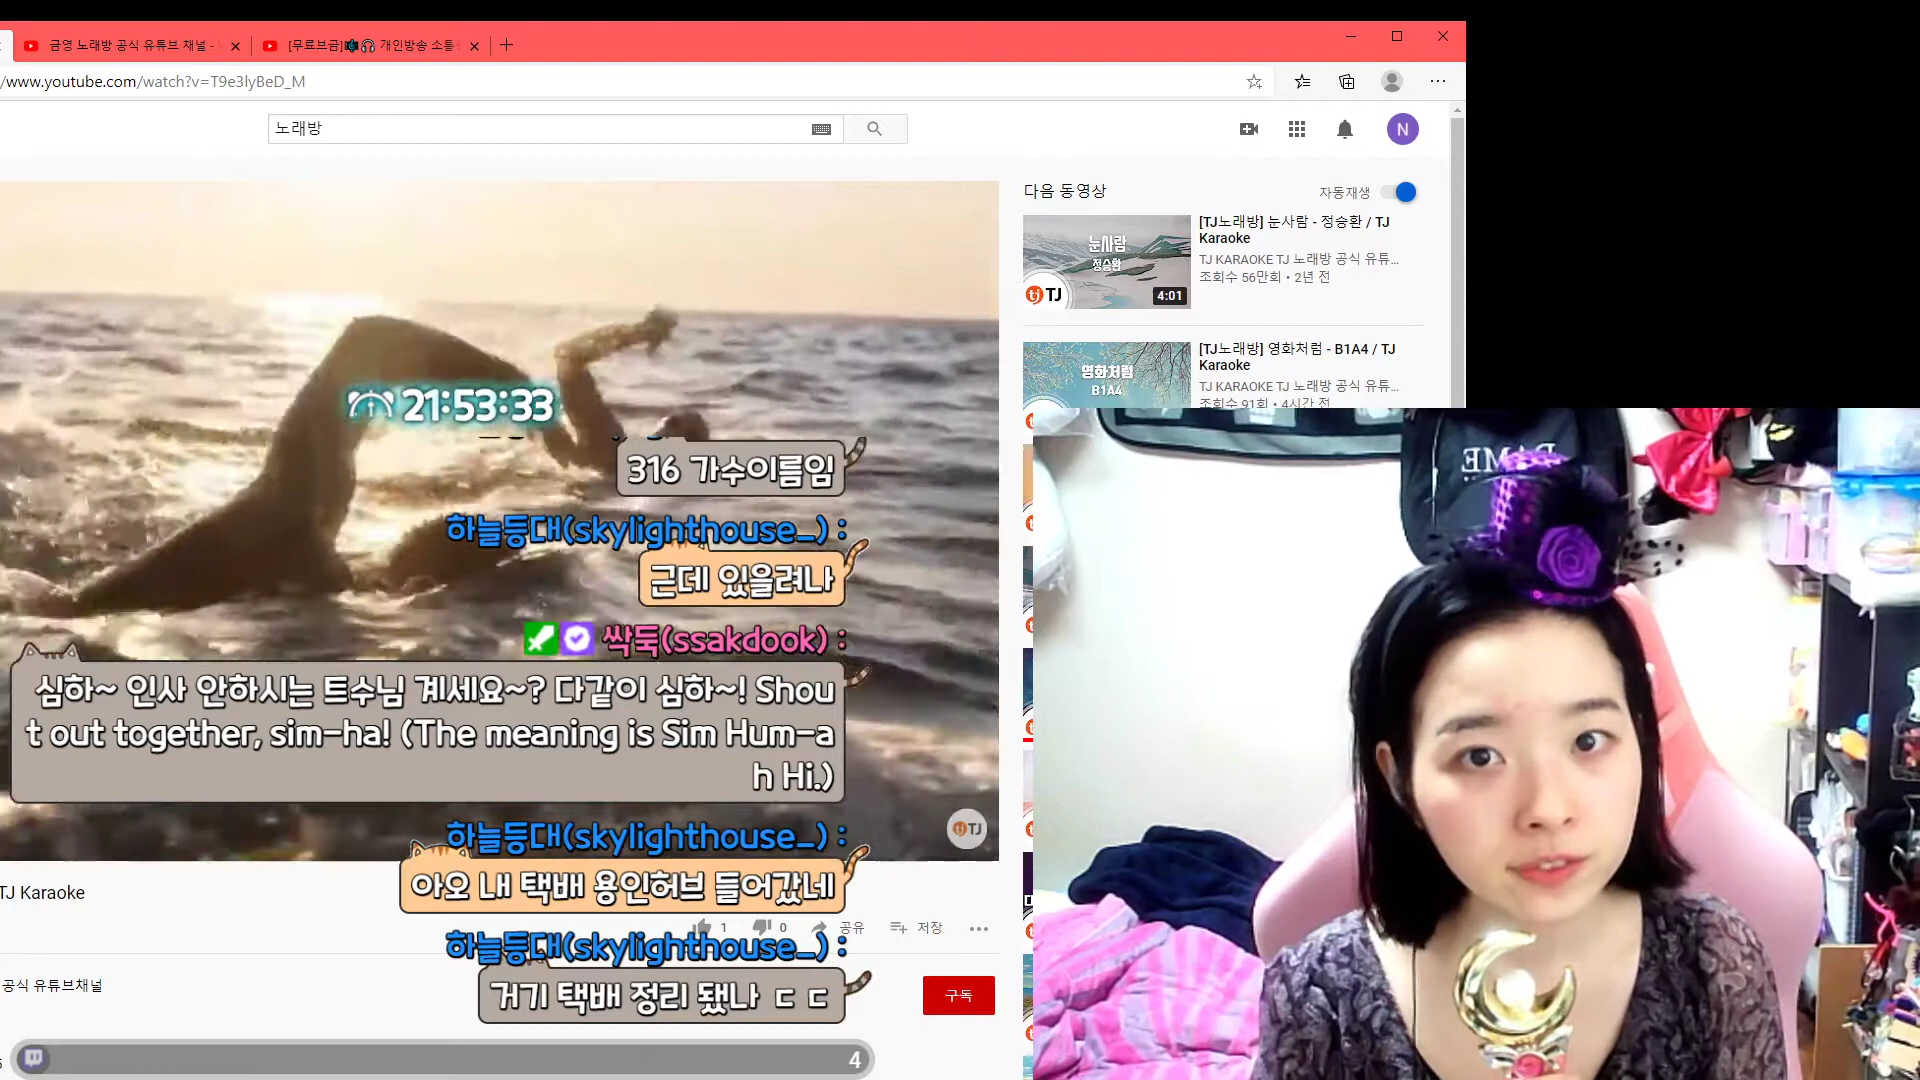 금영 노래방 공식 유튜브 채널 -
[무료브금] 개인방송 소통
/www.youtube.com/watch?v=T9e3lyBeD_M
노래방
N
다음 동영상
자동재생
눈사람
정승환
TJ
4:01
[TJ노래방] 눈사람 - 정승환 / TJ
Karaoke
TJ KARAOKE TJ 노래방 공식 유튜...
조회수 56만회 • 2년 전
영화처럼
B1A4
[TJ노래방] 영화처럼 - B1A4 / TJ
Karaoke
TJ KARAOKE TJ 노래방 공식 유튜...
조회수 91회 • 4시간 전
21:53:33
316 가수이름임
하늘등대(skylighthouse_) :
근데 있을려나
싹둑(ssakdook) :
심하~ 인사 안하시는 트수님 계세요~? 다같이 심하~! Shou
t out together, sim-ha! (The meaning is Sim Hum-a
h Hi.)
하늘등대(skylighthouse_) :
아오 내 택배 용인허브 들어갔네
하늘등대(skylighthouse_) :
거기 택배 정리 됐나 ㄷㄷ
TJ
TJ Karaoke
1
0
공유
저장
공식 유튜브채널
구독
4